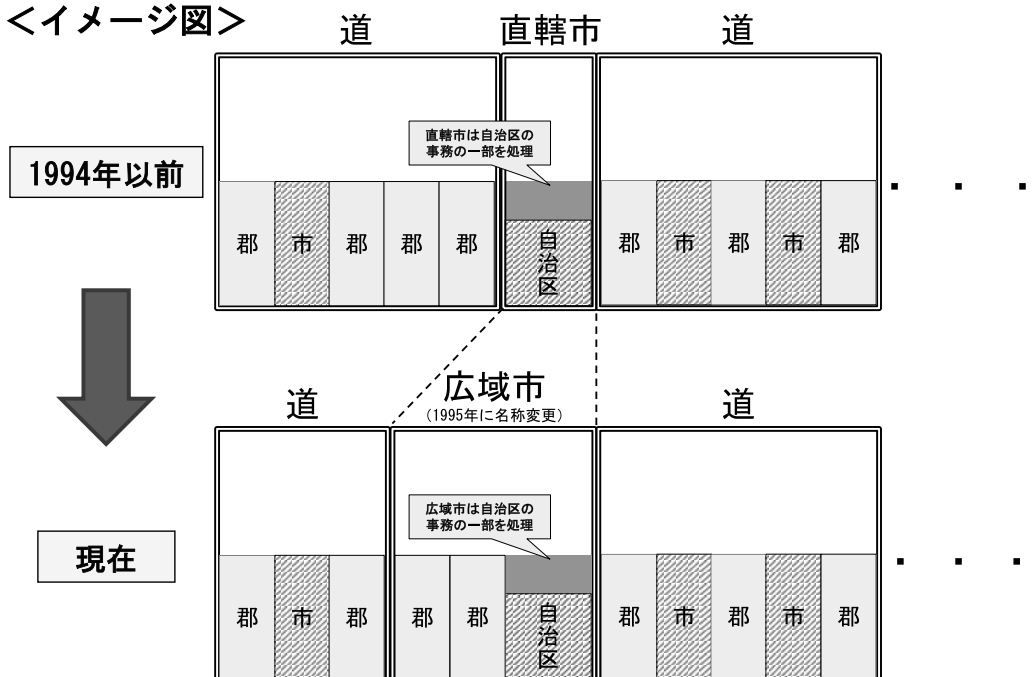 <イメージ図>
道 直轄市 道
直轄市は自治区の
事務の一部を処理
1994年以前
郡 市 郡 郡 郡 自治区 郡 市 郡 市 郡
・ ・ ・
道 広域市 道
(1995年に名称変更)
広域市は自治区の
事務の一部を処理
現在
郡 市 郡 郡 郡 自治区 郡 市 郡 市 郡
・ ・ ・